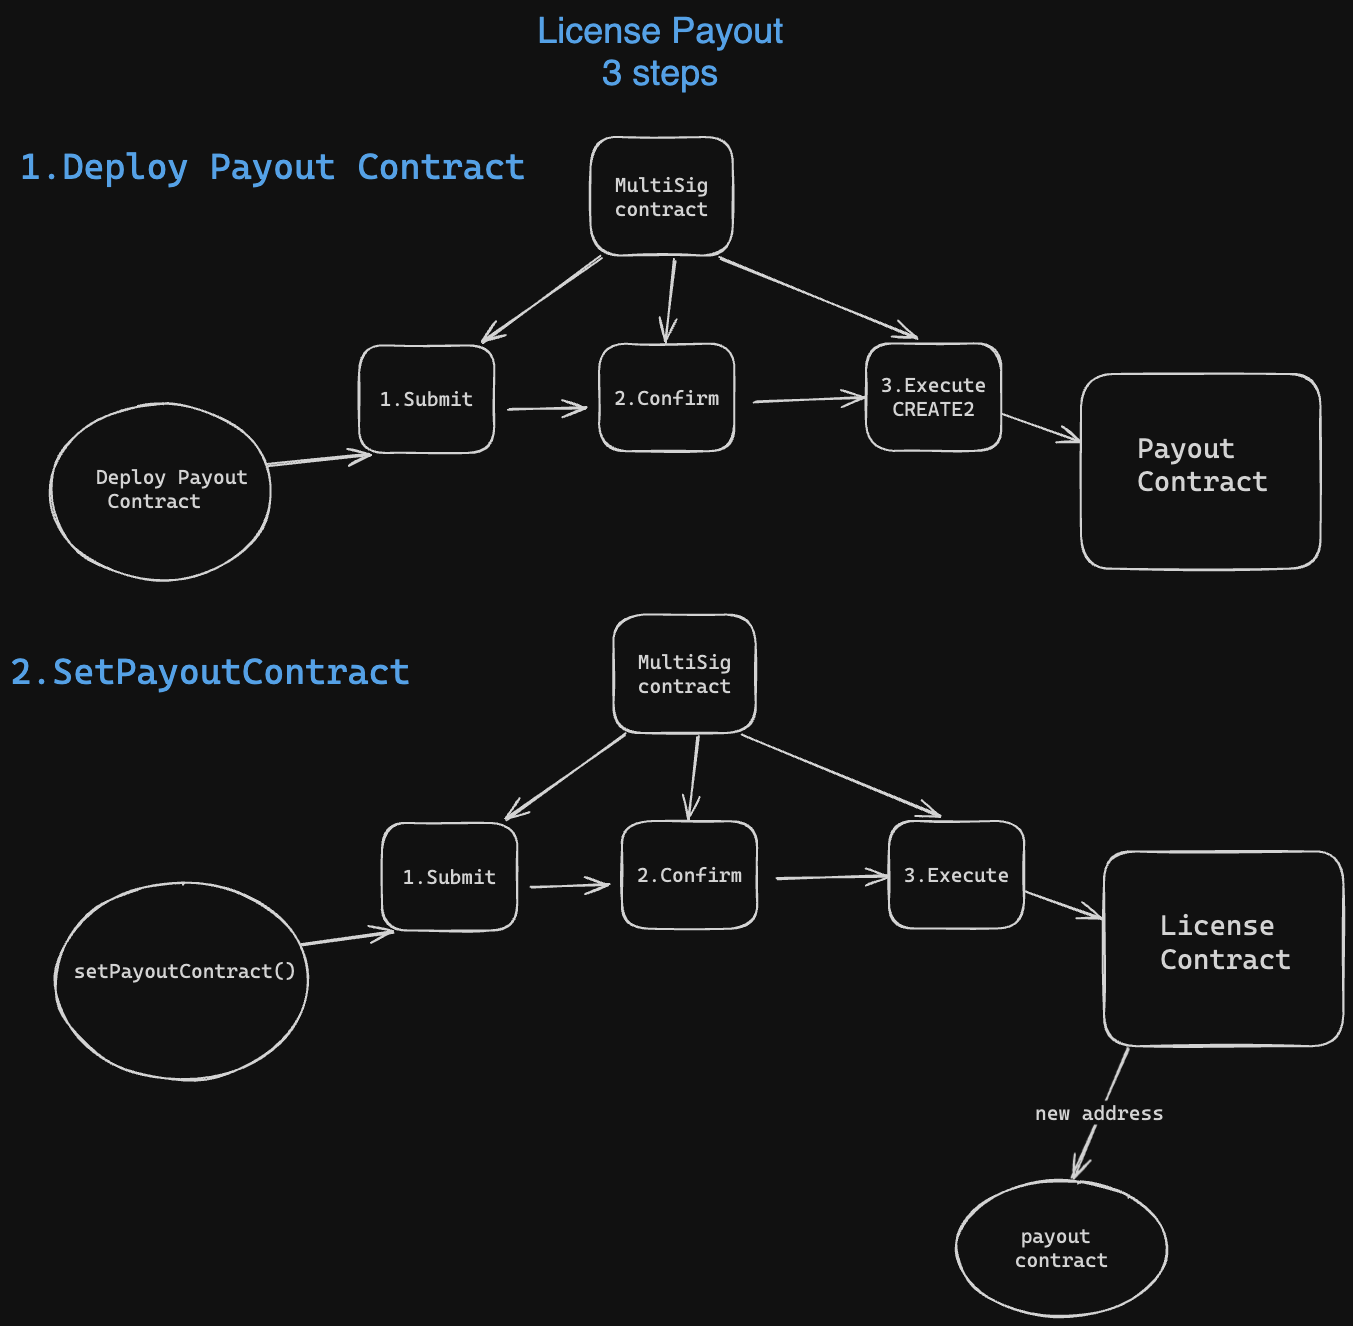 License Payout
3 steps
1.Deploy Payout Contract
MultiSig
contract
1.Submit
2.Confirm
3.Execute
CREATE2
Payout
Contract
Deploy Payout
Contract
2.SetPayoutContract
MultiSig
contract
1.Submit
2.Confirm
3.Execute
License
Contract
setPayoutContract()
new address
payout
contract